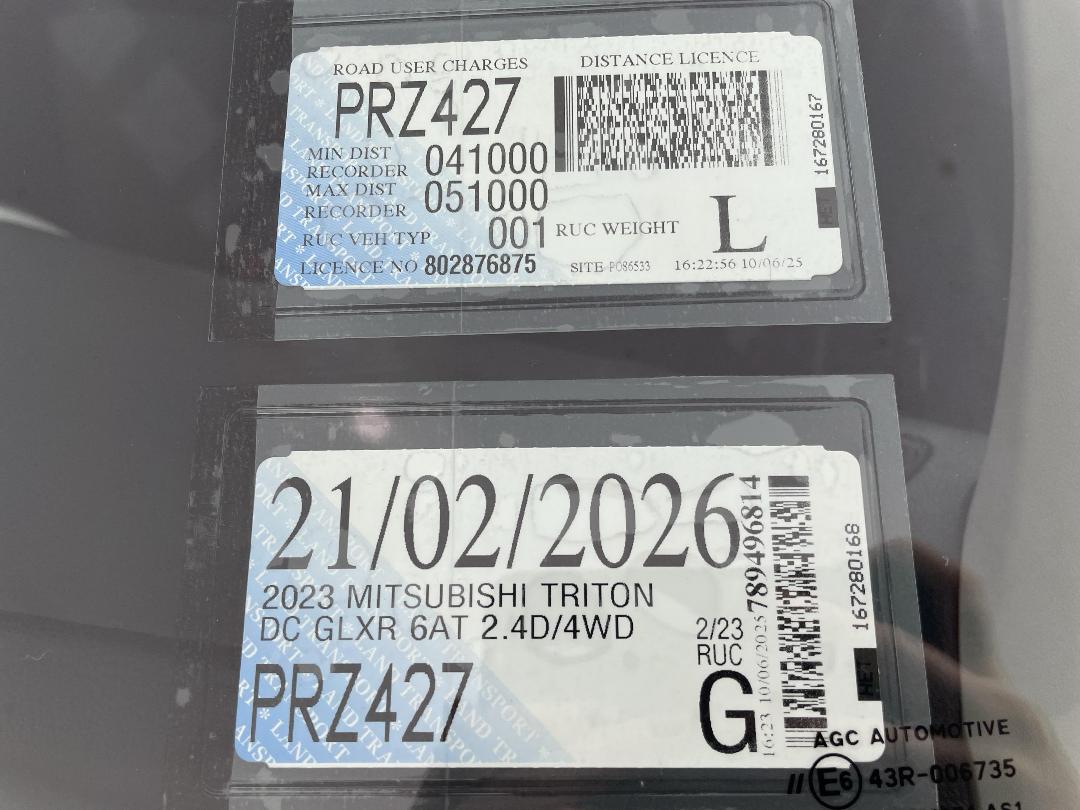 ROAD USER CHARGES DISTANCE LICENCE
PRZ427
MIN DIST RECORDER 041000
MAX DIST RECORDER 051000
RUC VEH TYP 001 RUC WEIGHT L
LICENCE NO 802876875 SITE P086533 16:22:56 10/06/25
167280167
21/02/2026
2023 MITSUBISHI TRITON
DC GLXR 6AT 2.4D/4WD
2/23
RUC
PRZ427
G
16:23 10/06/2025 789496814
167280168
AGC AUTOMOTIVE
// E6 43R-006735
AS1